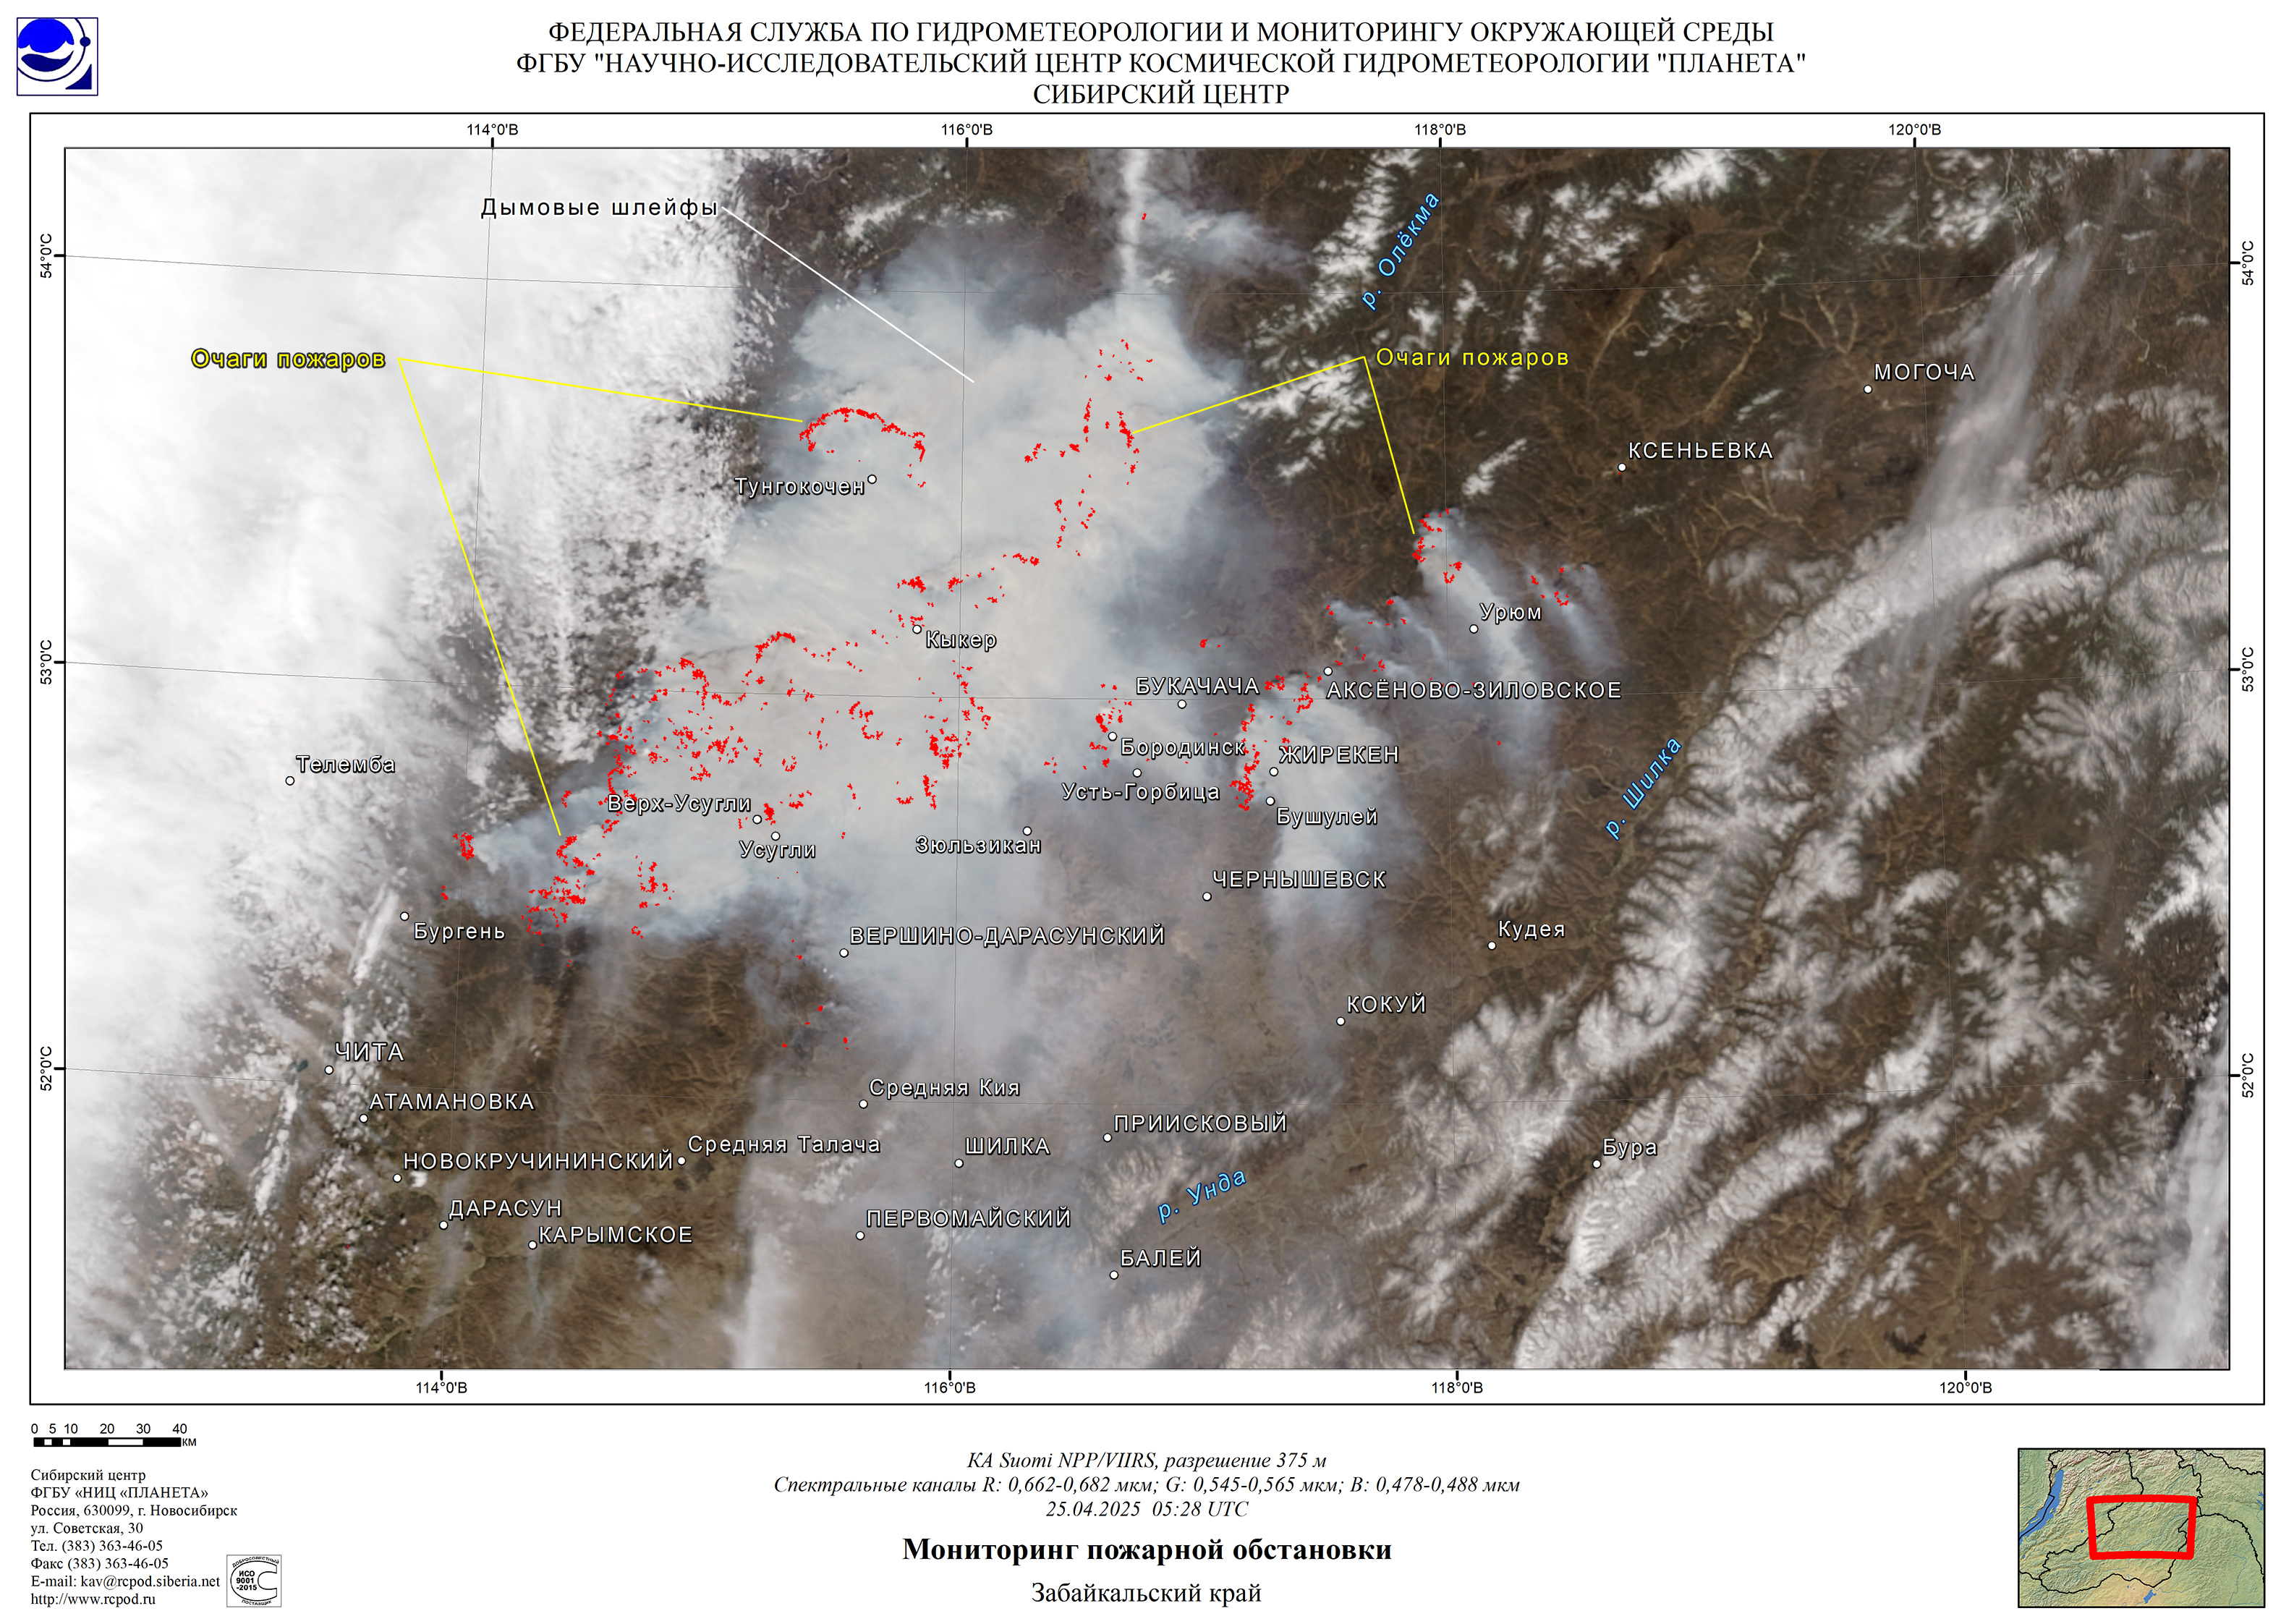 ФЕДЕРАЛЬНАЯ СЛУЖБА ПО ГИДРОМЕТЕОРОЛОГИИ И МОНИТОРИНГУ ОКРУЖАЮЩЕЙ СРЕДЫ
ФГБУ "НАУЧНО-ИССЛЕДОВАТЕЛЬСКИЙ ЦЕНТР КОСМИЧЕСКОЙ ГИДРОМЕТЕОРОЛОГИИ "ПЛАНЕТА"
СИБИРСКИЙ ЦЕНТР
114°0'В 116°0'В 118°0'В 120°0'В
Дымовые шлейфы
р. Олёкма
54°0'С 54°0'С
Очаги пожаров
Очаги пожаров
МОГОЧА
КСЕНЬЕВКА
Тунгокочен
Урюм
Кыкер
53°0'С 53°0'С
БУКАЧАЧА
АКСЁНОВО-ЗИЛОВСКОЕ
Бородинск
ЖИРЕКЕН
Телемба
р. Шилка
Усть-Горбица
Верх-Усугли
Бушулей
Зюльзикан
Усугли
ЧЕРНЫШЕВСК
Бургень
Кудея
ВЕРШИНО-ДАРАСУНСКИЙ
КОКУЙ
ЧИТА
52°0'С 52°0'С
Средняя Кия
АТАМАНОВКА
ПРИИСКОВЫЙ
Средняя Талача
ШИЛКА
Бура
НОВОКРУЧИНИНСКИЙ
р. Унда
ДАРАСУН
ПЕРВОМАЙСКИЙ
КАРЫМСКОЕ
БАЛЕЙ
114°0'В 116°0'В 118°0'В 120°0'В
0 5 10 20 30 40
км
КА Suomi NPP/VIIRS, разрешение 375 м
Спектральные каналы R: 0,662-0,682 мкм; G: 0,545-0,565 мкм; B: 0,478-0,488 мкм
25.04.2025 05:28 UTC
Мониторинг пожарной обстановки
Забайкальский край
Сибирский центр
ФГБУ «НИЦ «ПЛАНЕТА»
Россия, 630099, г. Новосибирск
ул. Советская, 30
Тел. (383) 363-46-05
Факс (383) 363-46-05
E-mail: kav@rcpod.siberia.net
http://www.rcpod.ru
ДОБРОСОВЕСТНЫЙ
ИСО
9001
-2015
ПОСТАВЩИК